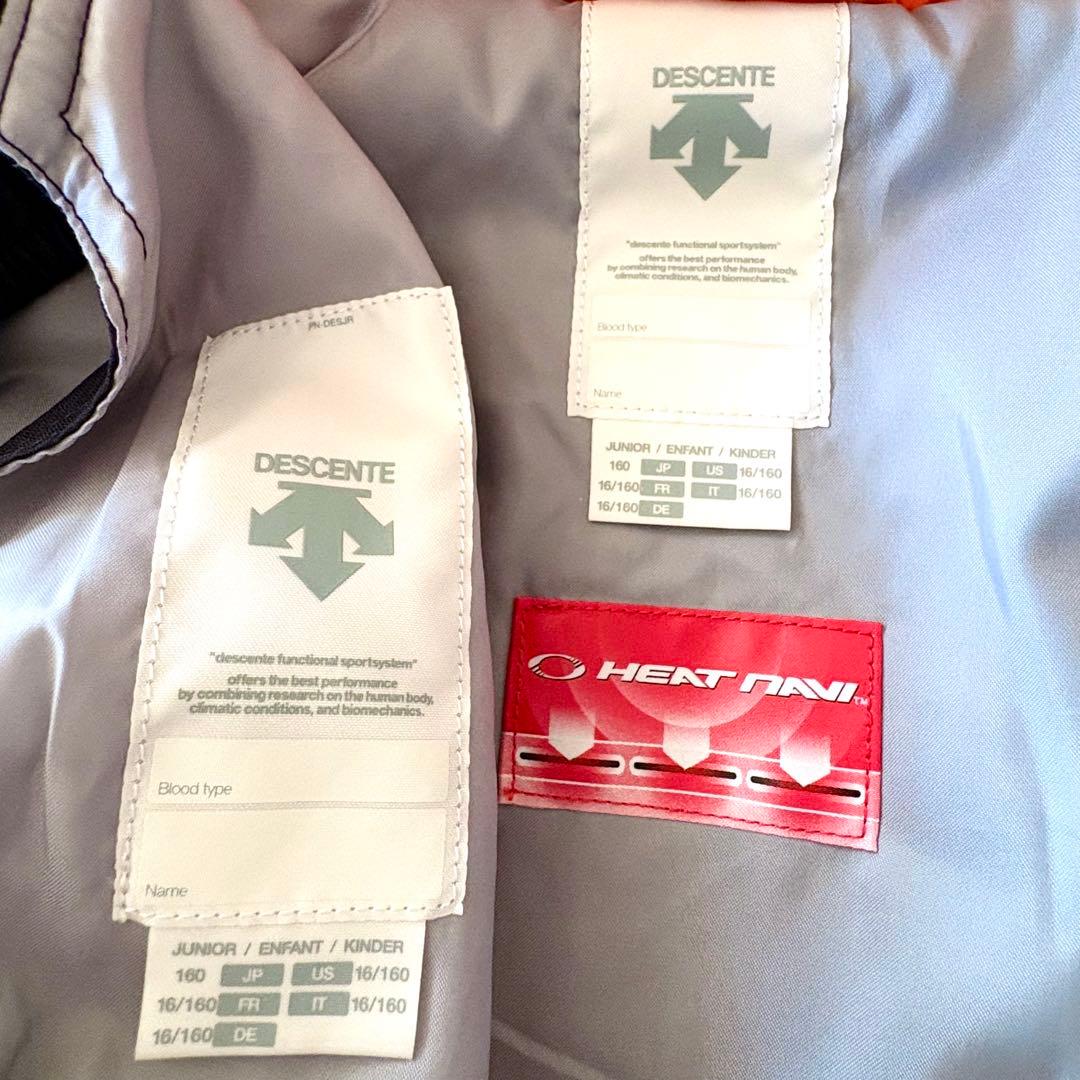 DESCENTE
"descente functional sportsystem"
offers the best performance
by combining research on the human body,
climatic conditions, and biomechanics.
Blood type
Name
JUNIOR / ENFANT / KINDER
160 JP US 16/160
16/160 FR IT 16/160
16/160 DE
PN-DESJR
DESCENTE
"descente functional sportsystem"
offers the best performance
by combining research on the human body,
climatic conditions, and biomechanics.
Blood type
Name
JUNIOR / ENFANT / KINDER
160 JP US 16/160
16/160 FR IT 16/160
16/160 DE
HEAT NAVI™